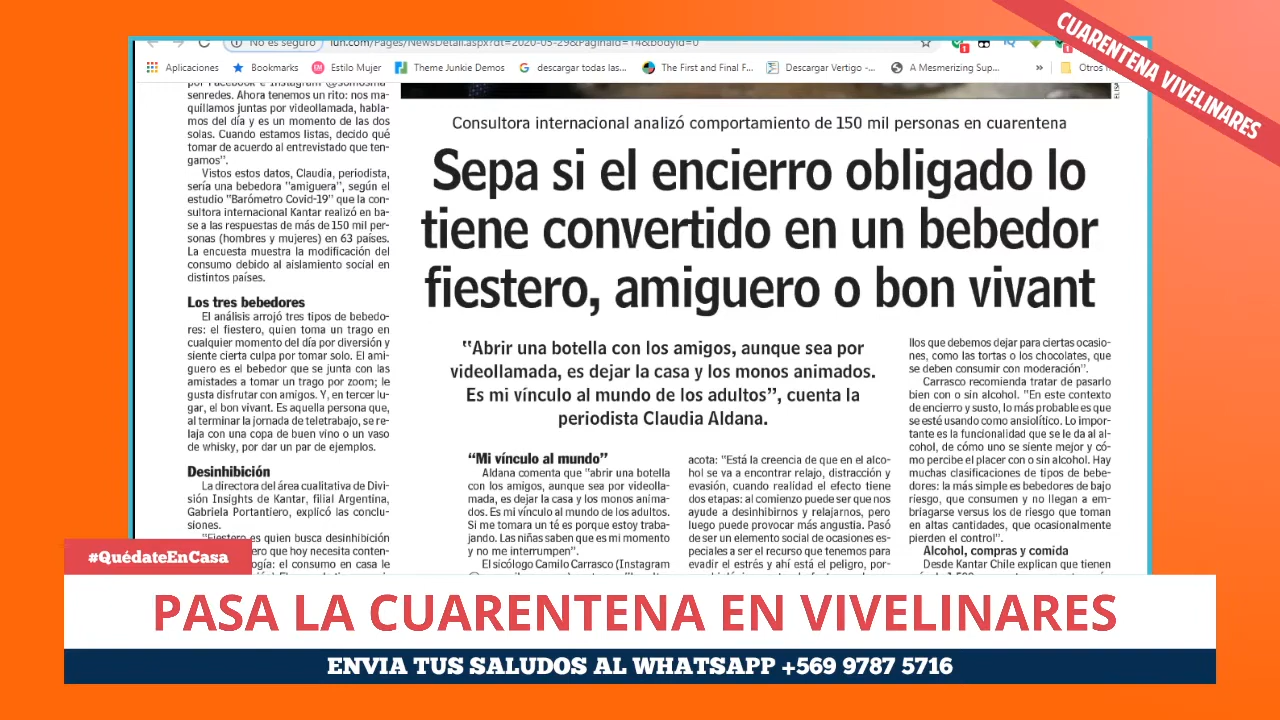 CUARENTENA VIVELINARES
No es seguro
lun.com/Pages/NewsDetail.aspx?dt=2020-05-29&PaginaId=14&bodyid=0
Aplicaciones
Bookmarks
Estilo Mujer
Theme Junkie Demos
descargar todas las...
The First and Final F...
Descargar Vertigo -...
A Mesmerizing Sup...
»
Otros
por Facebook e Instagram @somosma-
senredes. Ahora tenemos un rito: nos ma-
quillamos juntas por videollamada, habla-
mos del día y es un momento de las dos
solas. Cuando estamos listas, decido qué
tomar de acuerdo al entrevistado que ten-
gamos”.
Vistos estos datos, Claudia, periodista,
sería una bebedora “amiguera”, según el
estudio “Barómetro Covid-19” que la con-
sultora internacional Kantar realizó en ba-
se a las respuestas de más de 150 mil per-
sonas (hombres y mujeres) en 63 países.
La encuesta muestra la modificación del
consumo debido al aislamiento social en
distintos países.
Los tres bebedores
El análisis arrojó tres tipos de bebedo-
res: el fiestero, quien toma un trago en
cualquier momento del día por diversión y
siente cierta culpa por tomar solo. El ami-
guero es el bebedor que se junta con las
amistades a tomar un trago por zoom; le
gusta disfrutar con amigos. Y, en tercer lu-
gar, el bon vivant. Es aquella persona que,
al terminar la jornada de teletrabajo, se re-
laja con una copa de buen vino o un vaso
de whisky, por dar un par de ejemplos.
Desinhibición
La directora del área cualitativa de Divi-
sión Insights de Kantar, filial Argentina,
Gabriela Portantiero, explicó las conclu-
siones.
“Fiestero es quien busca desinhibición
ero que hoy necesita conten-
ogía: el consumo en casa le
Consultora internacional analizó comportamiento de 150 mil personas en cuarentena
Sepa si el encierro obligado lo
tiene convertido en un bebedor
fiestero, amiguero o bon vivant
“Abrir una botella con los amigos, aunque sea por
videollamada, es dejar la casa y los monos animados.
Es mi vínculo al mundo de los adultos”, cuenta la
periodista Claudia Aldana.
“Mi vínculo al mundo”
Aldana comenta que “abrir una botella
con los amigos, aunque sea por videolla-
mada, es dejar la casa y los monos anima-
dos. Es mi vínculo al mundo de los adultos.
Si me tomara un té es porque estoy traba-
jando. Las niñas saben que es mi momento
y no me interrumpen”.
El sicólogo Camilo Carrasco (Instagram
acota: “Está la creencia de que en el alco-
hol se va a encontrar relajo, distracción y
evasión, cuando realidad el efecto tiene
dos etapas: al comienzo puede ser que nos
ayude a desinhibirnos y relajarnos, pero
luego puede provocar más angustia. Pasó
de ser un elemento social de ocasiones es-
peciales a ser el recurso que tenemos para
evadir el estrés y ahí está el peligro, por-
llos que debemos dejar para ciertas ocasio-
nes, como las tortas o los chocolates, que
se deben consumir con moderación”.
Carrasco recomienda tratar de pasarlo
bien con o sin alcohol. “En este contexto
de encierro y susto, lo más probable es que
se esté usando como ansiolítico. Lo impor-
tante es la funcionalidad que se le da al al-
cohol, de cómo uno se siente mejor y có-
mo percibe el placer con o sin alcohol. Hay
muchas clasificaciones de tipos de bebe-
dores: la más simple es bebedores de bajo
riesgo, que consumen y no llegan a em-
briagarse versus los de riesgo que toman
en altas cantidades, que ocasionalmente
pierden el control”.
Alcohol, compras y comida
Desde Kantar Chile explican que tienen
#QuédateEnCasa
PASA LA CUARENTENA EN VIVELINARES
ENVIA TUS SALUDOS AL WHATSAPP +569 9787 5716